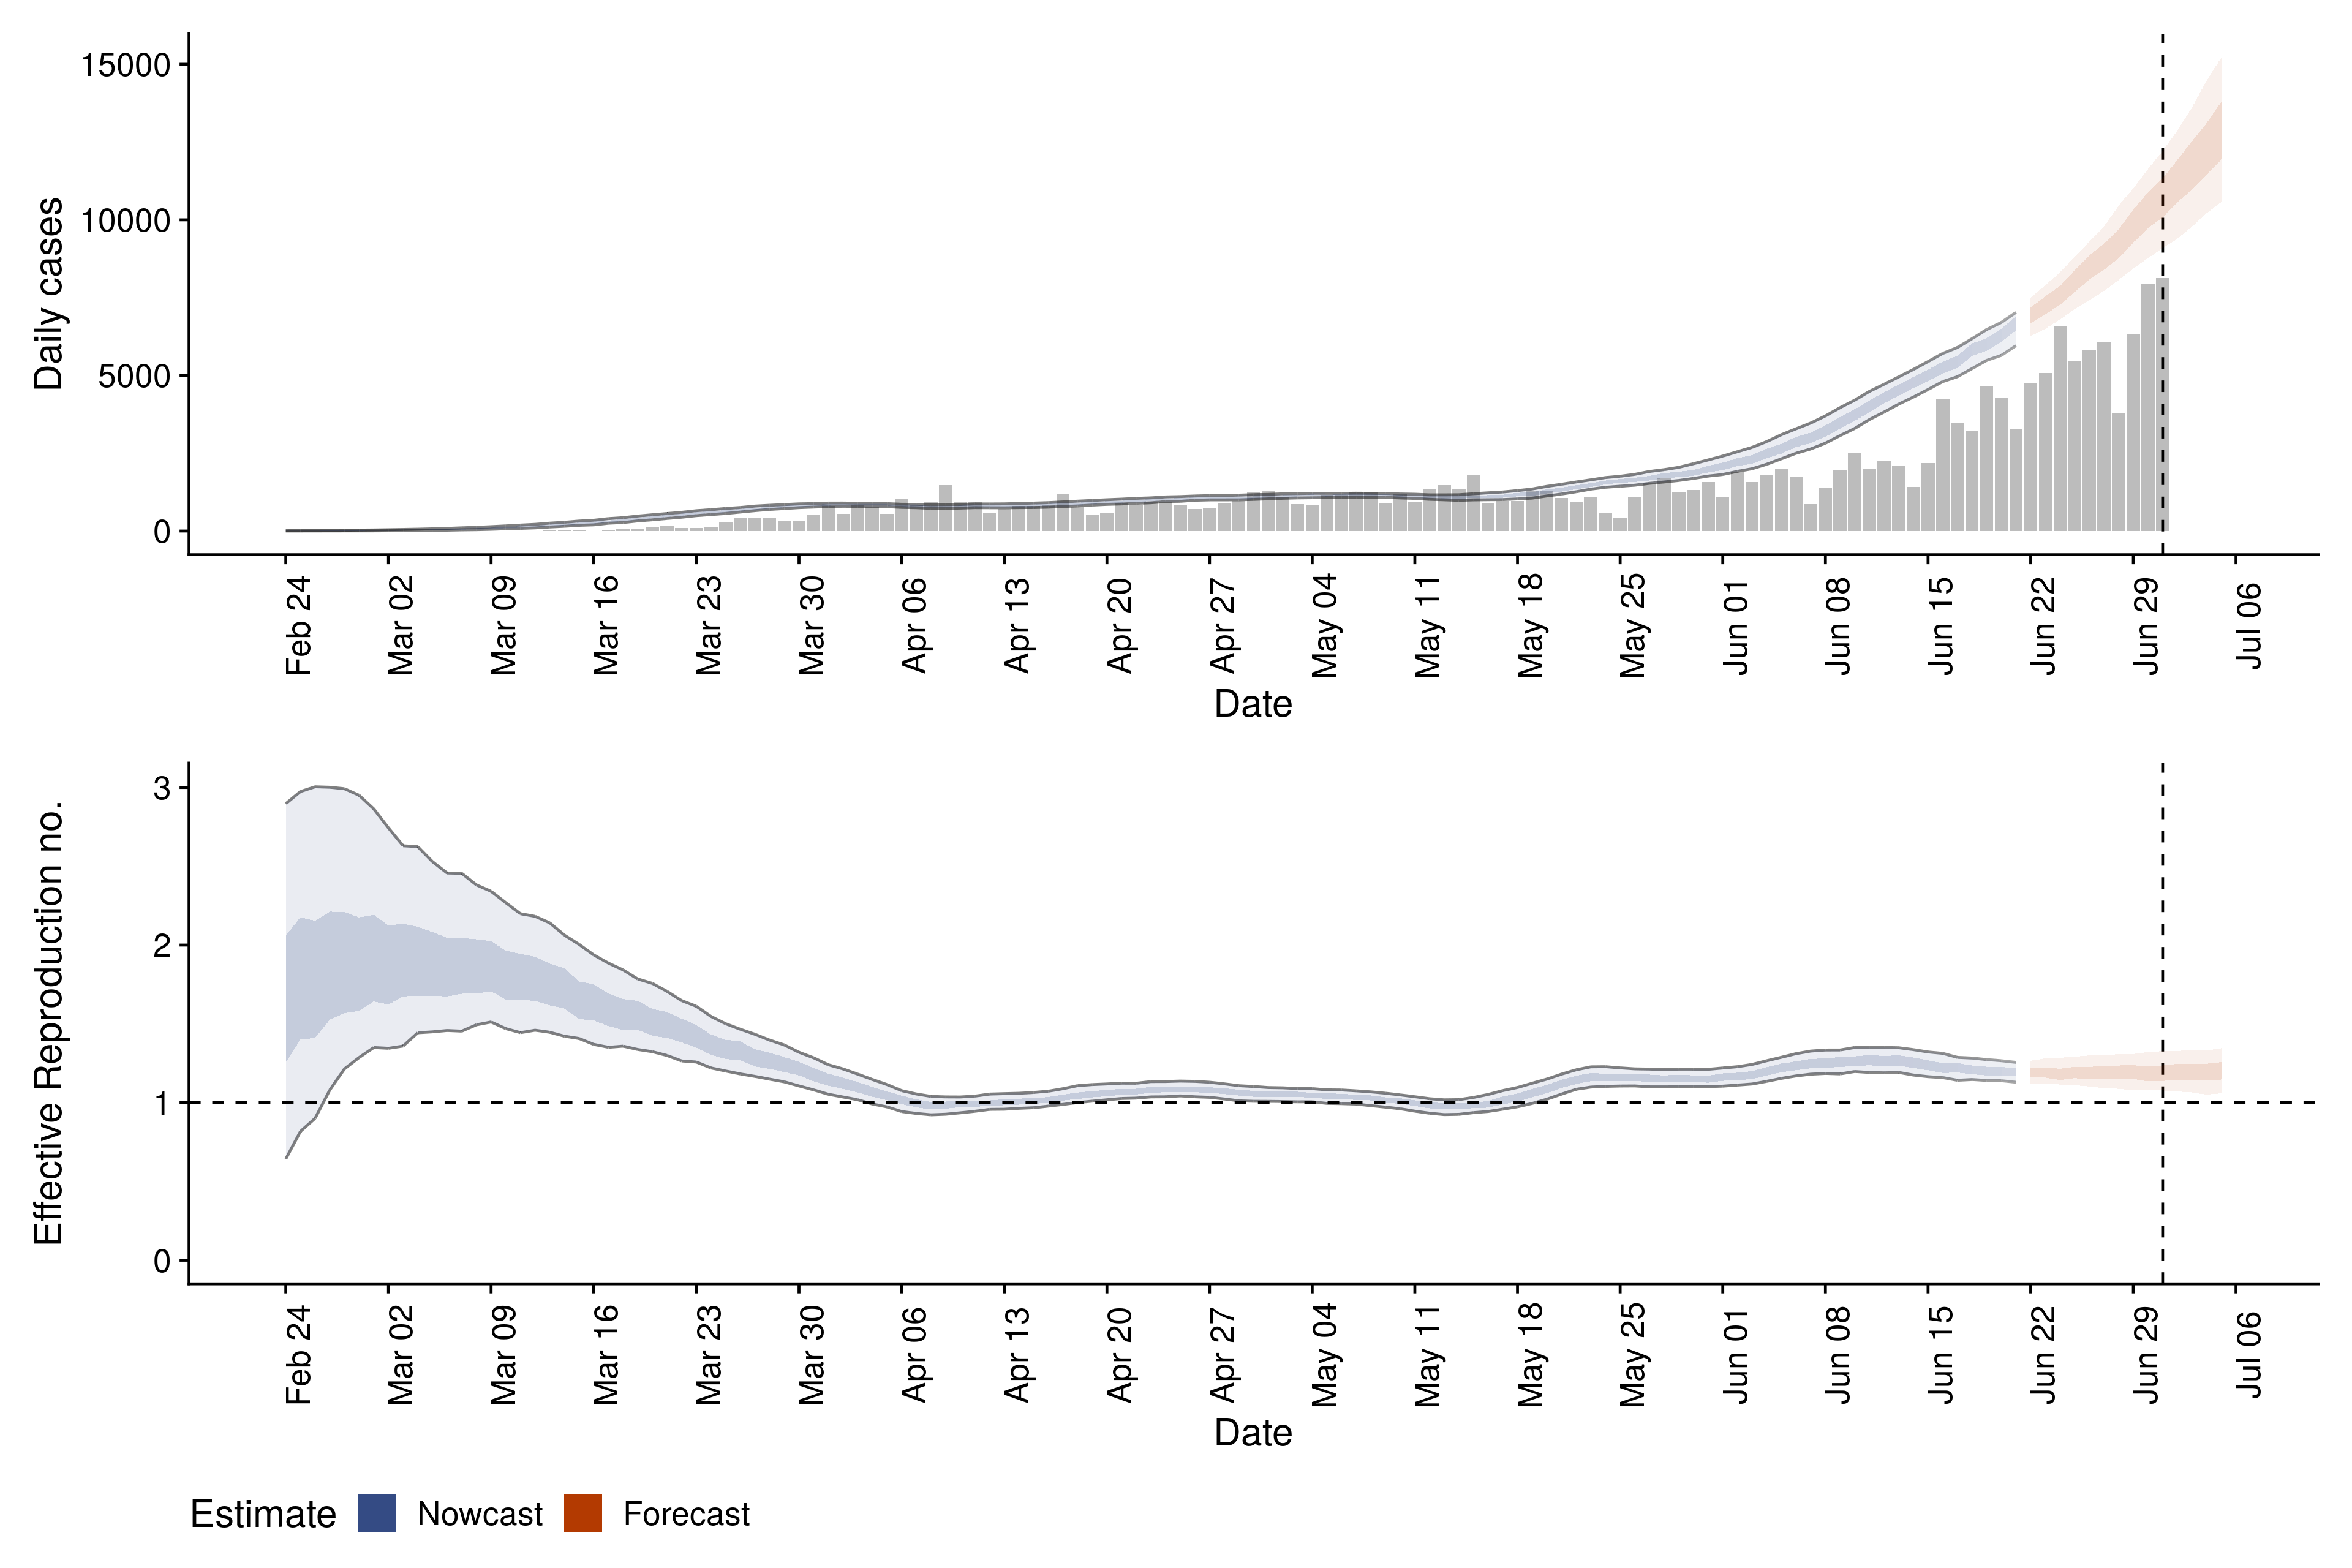 15000
10000
5000
0
Daily cases
Feb 24
Mar 02
Mar 09
Mar 16
Mar 23
Mar 30
Apr 06
Apr 13
Apr 20
Apr 27
May 04
May 11
May 18
May 25
Jun 01
Jun 08
Jun 15
Jun 22
Jun 29
Jul 06
Date
3
2
1
0
Effective Reproduction no.
Feb 24
Mar 02
Mar 09
Mar 16
Mar 23
Mar 30
Apr 06
Apr 13
Apr 20
Apr 27
May 04
May 11
May 18
May 25
Jun 01
Jun 08
Jun 15
Jun 22
Jun 29
Jul 06
Date
Estimate Nowcast Forecast